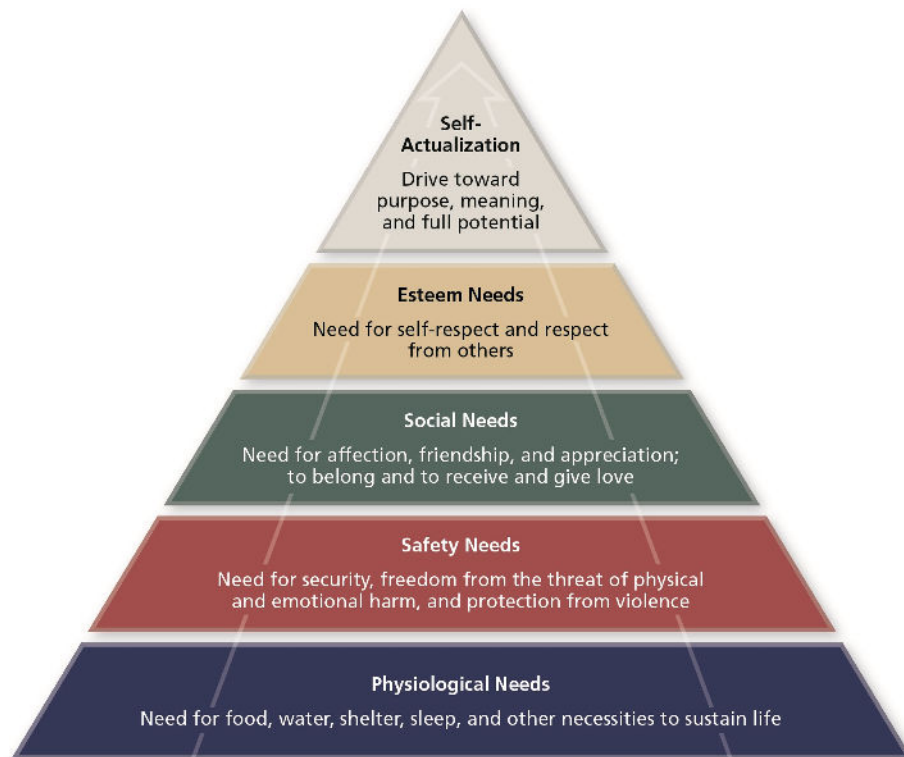 Self-
Actualization
Drive toward
purpose, meaning,
and full potential
Esteem Needs
Need for self-respect and respect
from others
Social Needs
Need for affection, friendship, and appreciation;
to belong and to receive and give love
Safety Needs
Need for security, freedom from the threat of physical
and emotional harm, and protection from violence
Physiological Needs
Need for food, water, shelter, sleep, and other necessities to sustain life